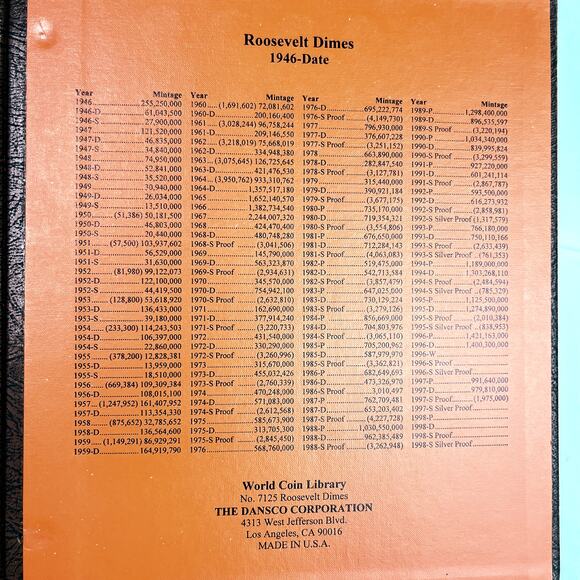 Roosevelt Dimes
1946-Date
Year Mintage
1946 ........ 255,250,000
1946-D ........ 61,043,500
1946-S ........ 27,900,000
1947 ........ 121,520,000
1947-D ........ 46,835,000
1947-S ........ 34,840,000
1948 ........ 74,950,000
1948-D ........ 52,841,000
1948-S ........ 35,520,000
1949 ........ 30,940,000
1949-D ........ 26,034,000
1949-S ........ 13,510,000
1950 ..... (51,386) 50,181,500
1950-D ........ 46,803,000
1950-S ........ 20,440,000
1951 ..... (57,500) 103,937,602
1951-D ........ 56,529,000
1951-S ........ 31,630,000
1952 ..... (81,980) 99,122,073
1952-D ........ 122,100,000
1952-S ........ 44,419,500
1953 .... (128,800) 53,618,920
1953-D ........ 136,433,000
1953-S ........ 39,180,000
1954 .... (233,300) 114,243,503
1954-D ........ 106,397,000
1954-S ........ 22,860,000
1955 .... (378,200) 12,828,381
1955-D ........ 13,959,000
1955-S ........ 18,510,000
1956 .... (669,384) 109,309,384
1956-D ........ 108,015,100
1957 ... (1,247,952) 161,407,952
1957-D ........ 113,354,330
1958 .... (875,652) 32,785,652
1958-D ........ 136,564,600
1959 ... (1,149,291) 86,929,291
1959-D ........ 164,919,790
Year Mintage
1960 .... (1,691,602) 72,081,602
1960-D ........ 200,166,400
1961 .... (3,028,244) 96,758,244
1961-D ........ 209,146,550
1962 .... (3,218,019) 75,668,019
1962-D ........ 334,948,380
1963 ... (3,075,645) 126,725,645
1963-D ........ 421,476,530
1964 ... (3,950,762) 933,310,762
1964-D ........ 1,357,517,180
1965 ........ 1,652,140,570
1966 ........ 1,382,734,540
1967 ........ 2,244,007,320
1968 ........ 424,470,400
1968-D ........ 480,748,280
1968-S Proof ........ (3,041,506)
1969 ........ 145,790,000
1969-D ........ 563,323,870
1969-S Proof ........ (2,934,631)
1970 ........ 345,570,000
1970-D ........ 754,942,100
1970-S Proof ........ (2,632,810)
1971 ........ 162,690,000
1971-D ........ 377,914,240
1971-S Proof ........ (3,220,733)
1972 ........ 431,540,000
1972-D ........ 330,290,000
1972-S Proof ........ (3,260,996)
1973 ........ 315,670,000
1973-D ........ 455,032,426
1973-S Proof ........ (2,760,339)
1974 ........ 470,248,000
1974-D ........ 571,083,000
1974-S Proof ........ (2,612,568)
1975 ........ 585,673,900
1975-D ........ 313,705,300
1975-S Proof ........ (2,845,450)
1976 ........ 568,760,000
Year Mintage
1976-D ........ 695,222,774
1976-S Proof ........ (4,149,730)
1977 ........ 796,930,000
1977-D ........ 376,607,228
1977-S Proof ........ (3,251,152)
1978 ........ 663,890,000
1978-D ........ 282,847,540
1978-S Proof ........ (3,127,781)
1979 ........ 315,440,000
1979-D ........ 390,921,184
1979-S Proof ........ (3,677,175)
1980-P ........ 735,170,000
1980-D ........ 719,354,321
1980-S Proof ........ (3,554,806)
1981-P ........ 676,650,000
1981-D ........ 712,284,143
1981-S Proof ........ (4,063,083)
1982-P ........ 519,475,000
1982-D ........ 542,713,584
1982-S Proof ........ (3,857,479)
1983-P ........ 647,025,000
1983-D ........ 730,129,224
1983-S Proof ........ (3,279,126)
1984-P ........ 856,669,000
1984-D ........ 704,803,976
1984-S Proof ........ (3,065,110)
1985-P ........ 705,200,962
1985-D ........ 587,979,970
1985-S Proof ........ (3,362,821)
1986-P ........ 682,649,693
1986-D ........ 473,326,970
1986-S Proof ........ 3,010,497
1987-P ........ 762,709,481
1987-D ........ 653,203,402
1987-S Proof ........ (4,227,728)
1988-P ........ 1,030,550,000
1988-D ........ 962,385,489
1988-S Proof ........ (3,262,948)
Year Mintage
1989-P ........ 1,298,400,000
1989-D ........ 896,535,597
1989-S Proof ........ (3,220,194)
1990-P ........ 1,034,340,000
1990-D ........ 839,995,824
1990-S Proof ........ (3,299,559)
1991-P ........ 927,220,000
1991-D ........ 601,241,114
1991-S Proof ........ (2,867,787)
1992-P ........ 593,500,000
1992-D ........ 616,273,932
1992-S Proof ........ (2,858,981)
1992-S Silver Proof .. (1,317,579)
1993-P ........ 766,180,000
1993-D ........ 750,110,166
1993-S Proof ........ (2,633,439)
1993-S Silver Proof .... (761,353)
1994-P ........ 1,189,000,000
1994-D ........ 1,303,268,110
1994-S Proof ........ (2,484,594)
1994-S Silver Proof .... (785,329)
1995-P ........ 1,125,500,000
1995-D ........ 1,274,890,000
1995-S Proof ........ (2,010,384)
1995-S Silver Proof .... (838,953)
1996-P ........ 1,421,163,000
1996-D ........ 1,400,300,000
1996-W ........
1996-S Proof ........
1996-S Silver Proof ........
1997-P ........ 991,640,000
1997-D ........ 979,810,000
1997-S Proof ........ (1,975,000)
1997-S Silver Proof ........
1998-P ........
1998-D ........
1998-S Proof ........
1998-S Silver Proof ........
World Coin Library
No. 7125 Roosevelt Dimes
THE DANSCO CORPORATION
4313 West Jefferson Blvd.
Los Angeles, CA 90016
MADE IN U.S.A.